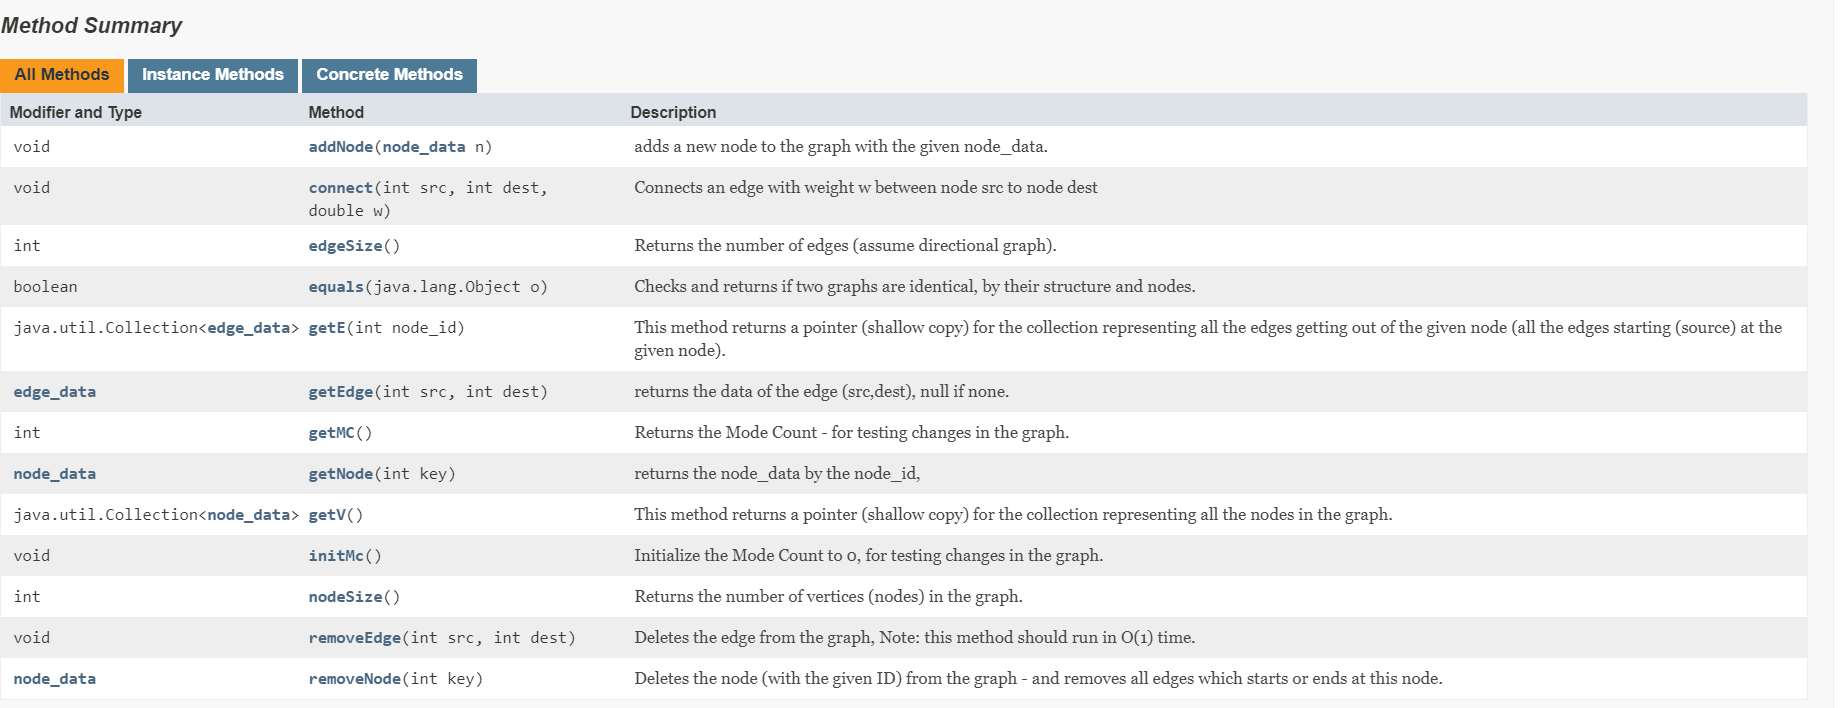 Method Summary
All Methods Instance Methods Concrete Methods
Modifier and Type Method Description
void addNode(node_data n) adds a new node to the graph with the given node_data.
void connect(int src, int dest, Connects an edge with weight w between node src to node dest
double w)
int edgeSize() Returns the number of edges (assume directional graph).
boolean equals(java.lang.Object o) Checks and returns if two graphs are identical, by their structure and nodes.
java.util.Collection<edge_data> getE(int node_id) This method returns a pointer (shallow copy) for the collection representing all the edges getting out of the given node (all the edges starting (source) at the
given node).
edge_data getEdge(int src, int dest) returns the data of the edge (src,dest), null if none.
int getMC() Returns the Mode Count - for testing changes in the graph.
node_data getNode(int key) returns the node_data by the node_id,
java.util.Collection<node_data> getV() This method returns a pointer (shallow copy) for the collection representing all the nodes in the graph.
void initMc() Initialize the Mode Count to 0, for testing changes in the graph.
int nodeSize() Returns the number of vertices (nodes) in the graph.
void removeEdge(int src, int dest) Deletes the edge from the graph, Note: this method should run in O(1) time.
node_data removeNode(int key) Deletes the node (with the given ID) from the graph - and removes all edges which starts or ends at this node.